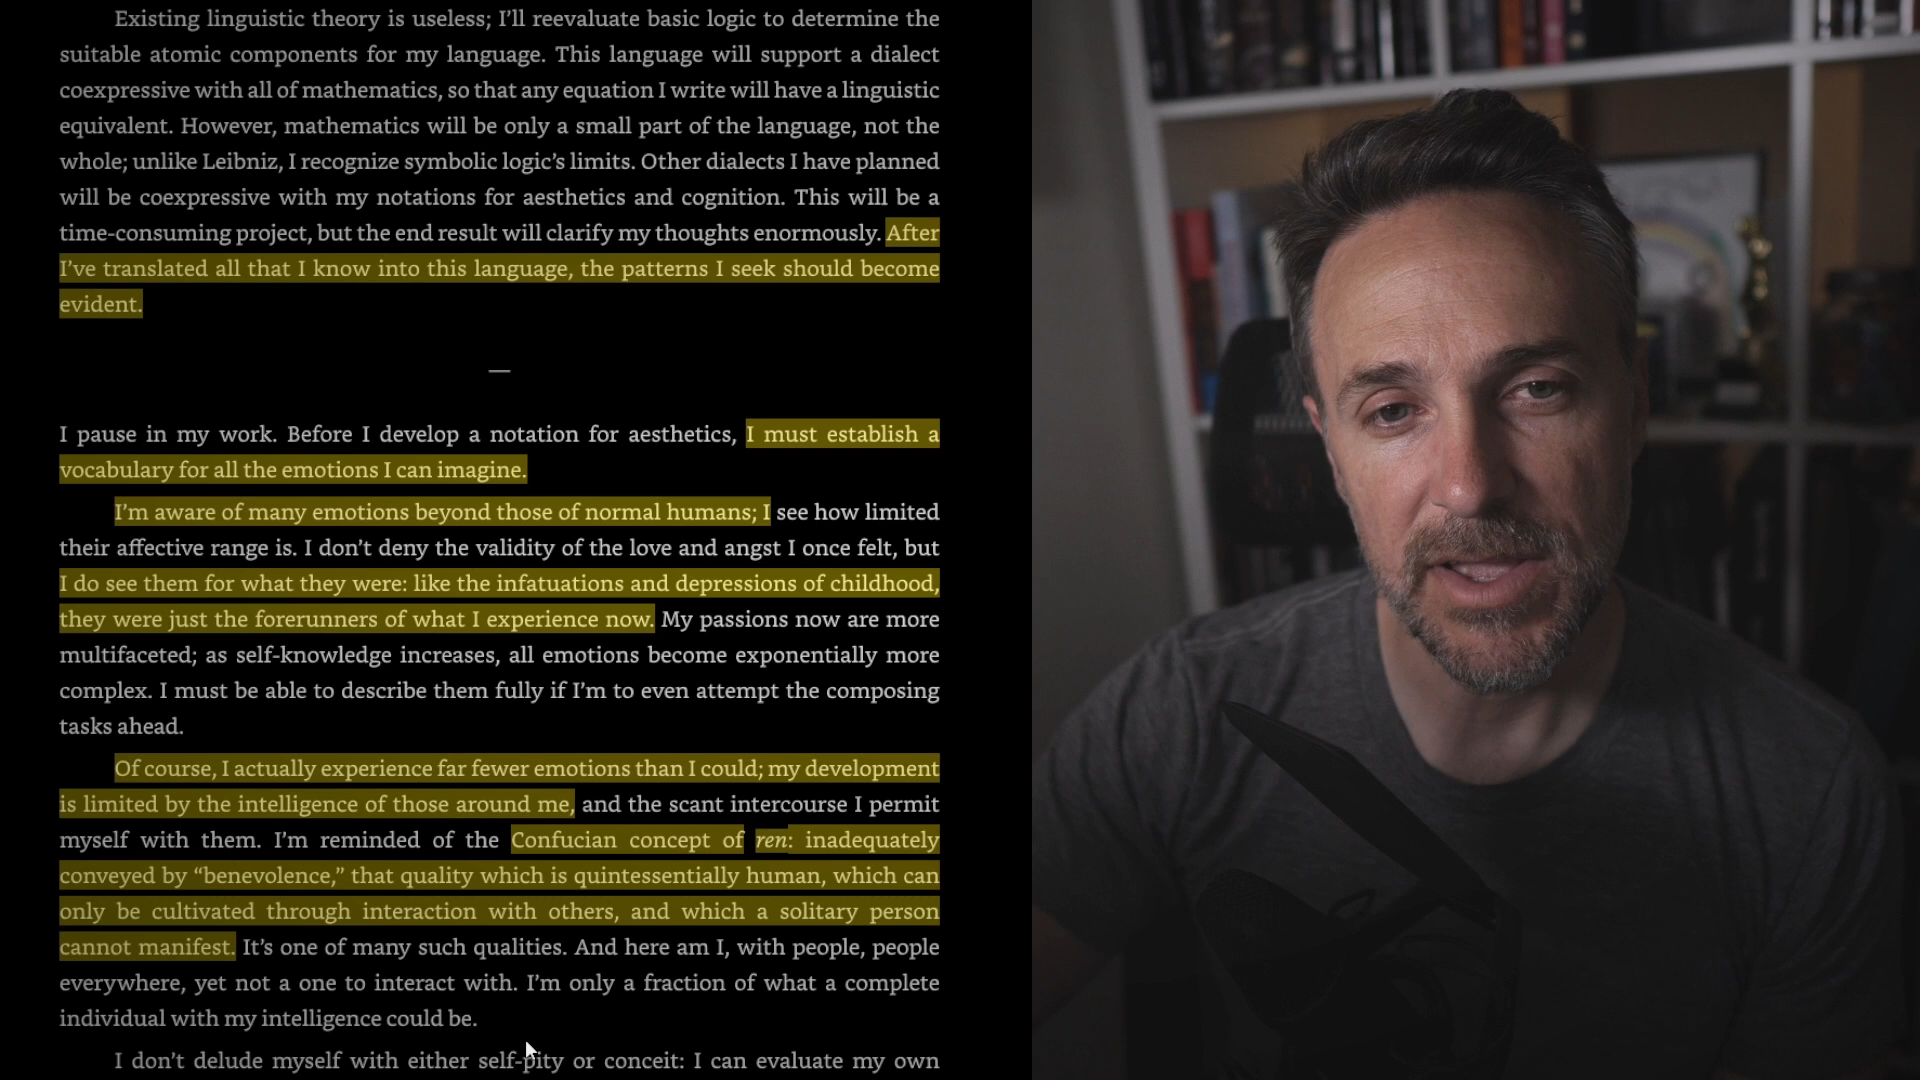 Existing linguistic theory is useless; I’ll reevaluate basic logic to determine the
suitable atomic components for my language. This language will support a dialect
coexpressive with all of mathematics, so that any equation I write will have a linguistic
equivalent. However, mathematics will be only a small part of the language, not the
whole; unlike Leibniz, I recognize symbolic logic’s limits. Other dialects I have planned
will be coexpressive with my notations for aesthetics and cognition. This will be a
time-consuming project, but the end result will clarify my thoughts enormously. After
I’ve translated all that I know into this language, the patterns I seek should become
evident.
—
I pause in my work. Before I develop a notation for aesthetics, I must establish a
vocabulary for all the emotions I can imagine.
I’m aware of many emotions beyond those of normal humans; I see how limited
their affective range is. I don’t deny the validity of the love and angst I once felt, but
I do see them for what they were: like the infatuations and depressions of childhood,
they were just the forerunners of what I experience now. My passions now are more
multifaceted; as self-knowledge increases, all emotions become exponentially more
complex. I must be able to describe them fully if I’m to even attempt the composing
tasks ahead.
Of course, I actually experience far fewer emotions than I could; my development
is limited by the intelligence of those around me, and the scant intercourse I permit
myself with them. I’m reminded of the Confucian concept of ren: inadequately
conveyed by “benevolence,” that quality which is quintessentially human, which can
only be cultivated through interaction with others, and which a solitary person
cannot manifest. It’s one of many such qualities. And here am I, with people, people
everywhere, yet not a one to interact with. I’m only a fraction of what a complete
individual with my intelligence could be.
I don’t delude myself with either self-pity or conceit: I can evaluate my own